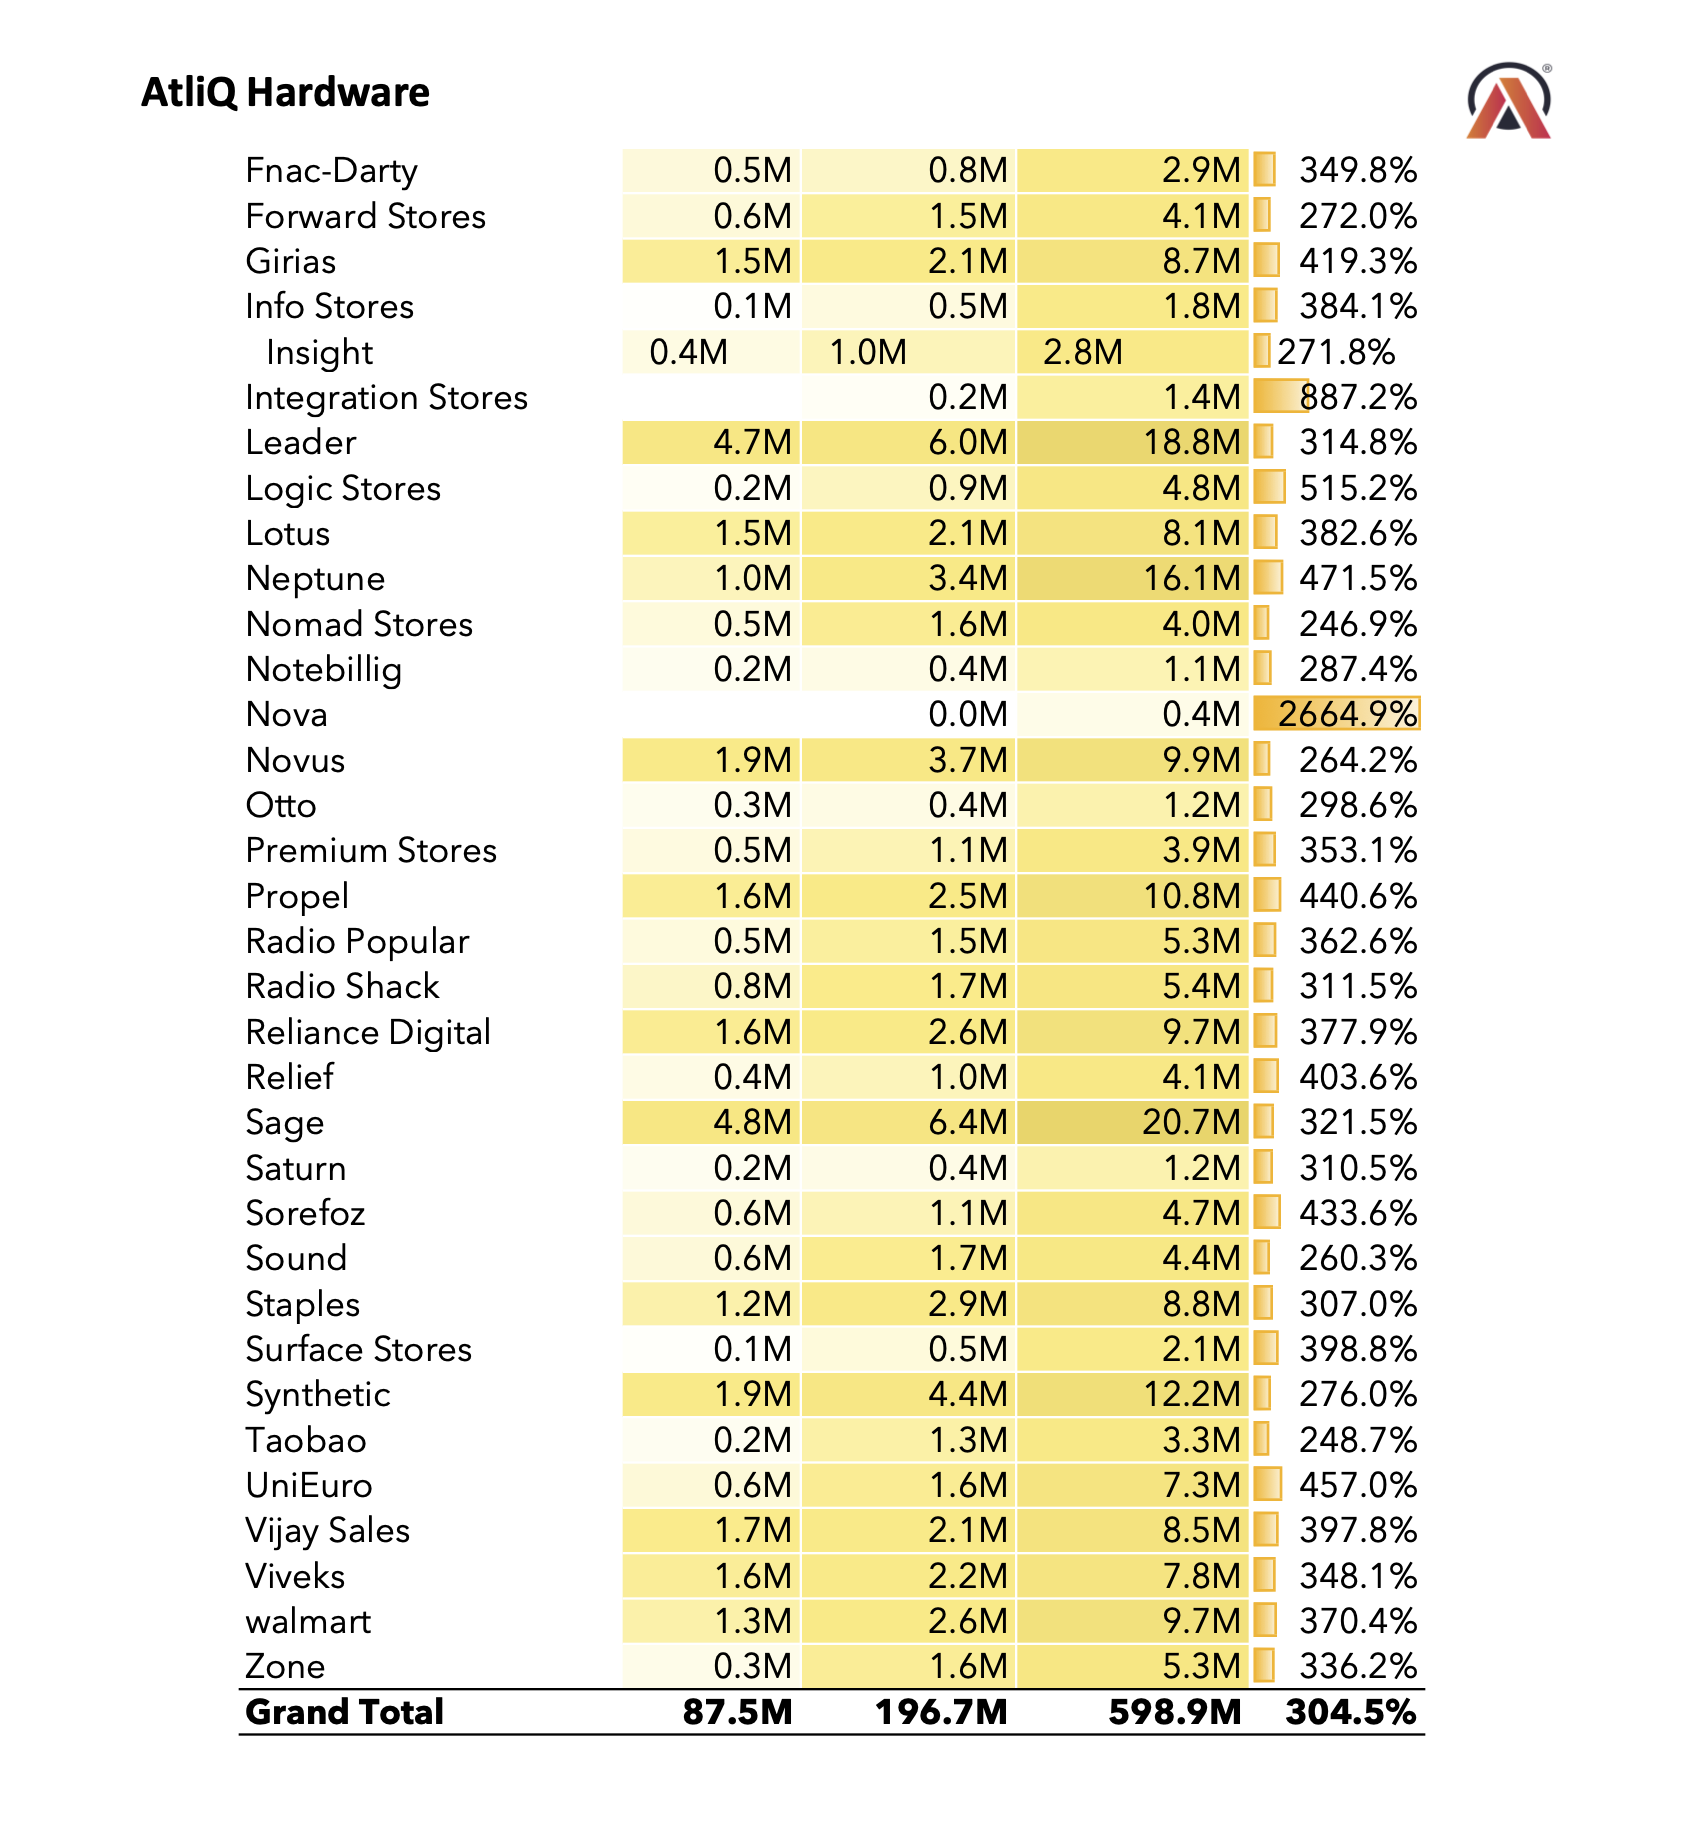 AtliQ Hardware
®
Fnac-Darty 0.5M 0.8M 2.9M 349.8%
Forward Stores 0.6M 1.5M 4.1M 272.0%
Girias 1.5M 2.1M 8.7M 419.3%
Info Stores 0.1M 0.5M 1.8M 384.1%
Insight 0.4M 1.0M 2.8M 271.8%
Integration Stores 0.2M 1.4M 887.2%
Leader 4.7M 6.0M 18.8M 314.8%
Logic Stores 0.2M 0.9M 4.8M 515.2%
Lotus 1.5M 2.1M 8.1M 382.6%
Neptune 1.0M 3.4M 16.1M 471.5%
Nomad Stores 0.5M 1.6M 4.0M 246.9%
Notebillig 0.2M 0.4M 1.1M 287.4%
Nova 0.0M 0.4M 2664.9%
Novus 1.9M 3.7M 9.9M 264.2%
Otto 0.3M 0.4M 1.2M 298.6%
Premium Stores 0.5M 1.1M 3.9M 353.1%
Propel 1.6M 2.5M 10.8M 440.6%
Radio Popular 0.5M 1.5M 5.3M 362.6%
Radio Shack 0.8M 1.7M 5.4M 311.5%
Reliance Digital 1.6M 2.6M 9.7M 377.9%
Relief 0.4M 1.0M 4.1M 403.6%
Sage 4.8M 6.4M 20.7M 321.5%
Saturn 0.2M 0.4M 1.2M 310.5%
Sorefoz 0.6M 1.1M 4.7M 433.6%
Sound 0.6M 1.7M 4.4M 260.3%
Staples 1.2M 2.9M 8.8M 307.0%
Surface Stores 0.1M 0.5M 2.1M 398.8%
Synthetic 1.9M 4.4M 12.2M 276.0%
Taobao 0.2M 1.3M 3.3M 248.7%
UniEuro 0.6M 1.6M 7.3M 457.0%
Vijay Sales 1.7M 2.1M 8.5M 397.8%
Viveks 1.6M 2.2M 7.8M 348.1%
walmart 1.3M 2.6M 9.7M 370.4%
Zone 0.3M 1.6M 5.3M 336.2%
Grand Total 87.5M 196.7M 598.9M 304.5%